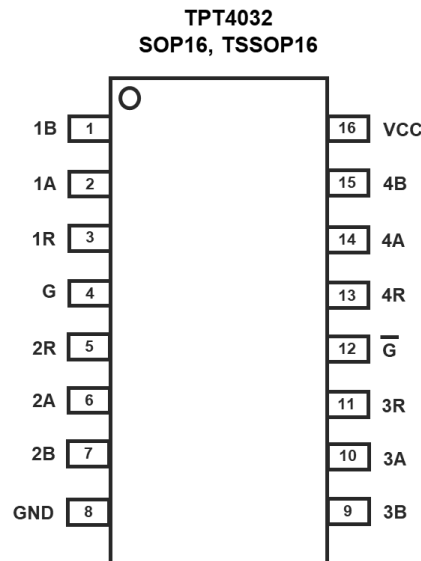 TPT4032
SOP16, TSSOP16
1B 1 16 VCC
1A 2 15 4B
1R 3 14 4A
G 4 13 4R
2R 5 12 G̅
2A 6 11 3R
2B 7 10 3A
GND 8 9 3B